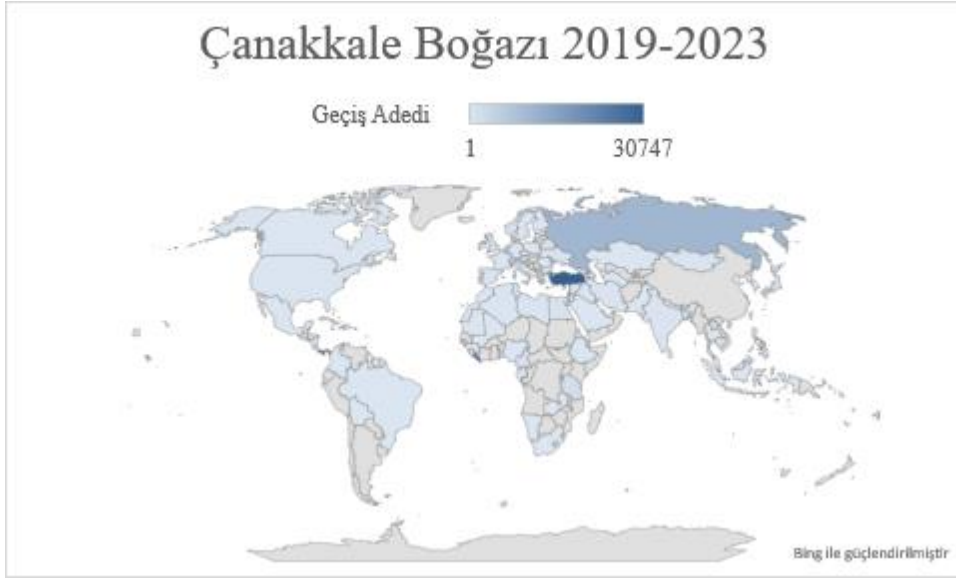 Çanakkale Boğazı 2019-2023
Geçiş Adedi
1 30747
Bing ile güçlendirilmiştir